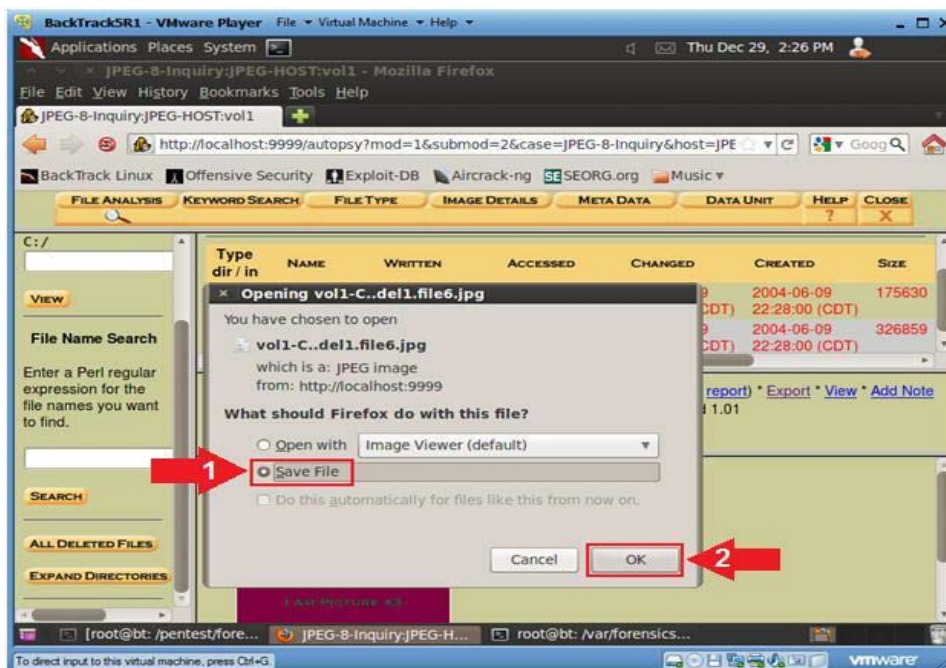 BackTrack5R1 - VMware Player File ▾ Virtual Machine ▾ Help ▾
Applications Places System Thu Dec 29, 2:26 PM
JPEG-8-Inquiry:JPEG-HOST:vol1 - Mozilla Firefox
File Edit View History Bookmarks Tools Help
JPEG-8-Inquiry:JPEG-HOST:vol1
http://localhost:9999/autopsy?mod=1&submod=2&case=JPEG-8-Inquiry&host=JPE Goog
BackTrack Linux Offensive Security Exploit-DB Aircrack-ng SEORG.org Music ▾
FILE ANALYSIS KEYWORD SEARCH FILE TYPE IMAGE DETAILS META DATA DATA UNIT HELP CLOSE
? X
C:/
VIEW
File Name Search
Enter a Perl regular
expression for the
file names you want
to find.
SEARCH
ALL DELETED FILES
EXPAND DIRECTORIES
Type NAME WRITTEN ACCESSED CHANGED CREATED SIZE
dir / in
9 2004-06-09 175630
CDT) 22:28:00 (CDT)
9 2004-06-09 326859
CDT) 22:28:00 (CDT)
report) * Export * View * Add Note
1.01
Opening vol1-C..del1.file6.jpg
You have chosen to open
vol1-C..del1.file6.jpg
which is a: JPEG image
from: http://localhost:9999
What should Firefox do with this file?
Open with Image Viewer (default)
1 Save File
Do this automatically for files like this from now on.
Cancel OK 2
I AM PICTURE #3
[root@bt: /pentest/fore... JPEG-8-Inquiry:JPEG-H... root@bt: /var/forensics...
To direct input to this virtual machine, press Ctrl+G. vmware